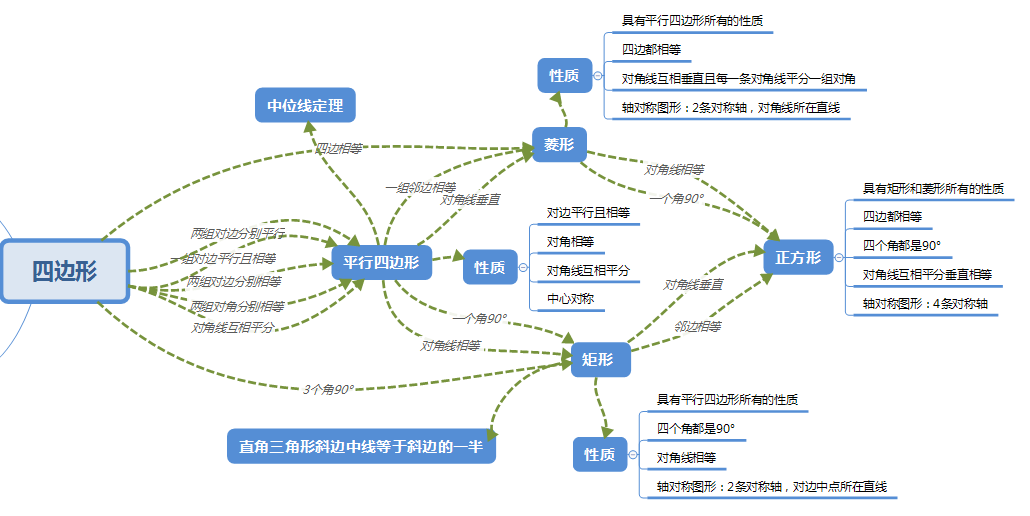 具有平行四边形所有的性质
四边都相等
性质
对角线互相垂直且每一条对角线平分一组对角
轴对称图形：2条对称轴，对角线所在直线
中位线定理
四边相等
菱形
一组邻边相等
对角线垂直
对角线相等
一个角90°
具有矩形和菱形所有的性质
四边都相等
四个角都是90°
正方形
对角线互相平分垂直相等
轴对称图形：4条对称轴
四边形
两组对边分别平行
一组对边平行且相等
两组对边分别相等
两组对角分别相等
对角线互相平分
平行四边形
性质
对边平行且相等
对角相等
对角线互相平分
中心对称
一个角90°
对角线相等
3个角90°
对角线垂直
邻边相等
矩形
直角三角形斜边中线等于斜边的一半
性质
具有平行四边形所有的性质
四个角都是90°
对角线相等
轴对称图形：2条对称轴，对边中点所在直线